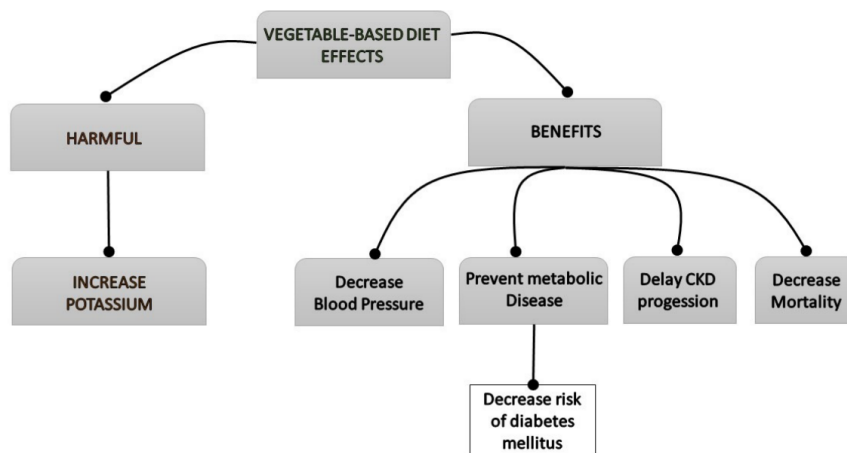 VEGETABLE-BASED DIET
EFFECTS
HARMFUL
BENEFITS
INCREASE
POTASSIUM
Decrease
Blood Pressure
Prevent metabolic
Disease
Delay CKD
progession
Decrease
Mortality
Decrease risk
of diabetes
mellitus